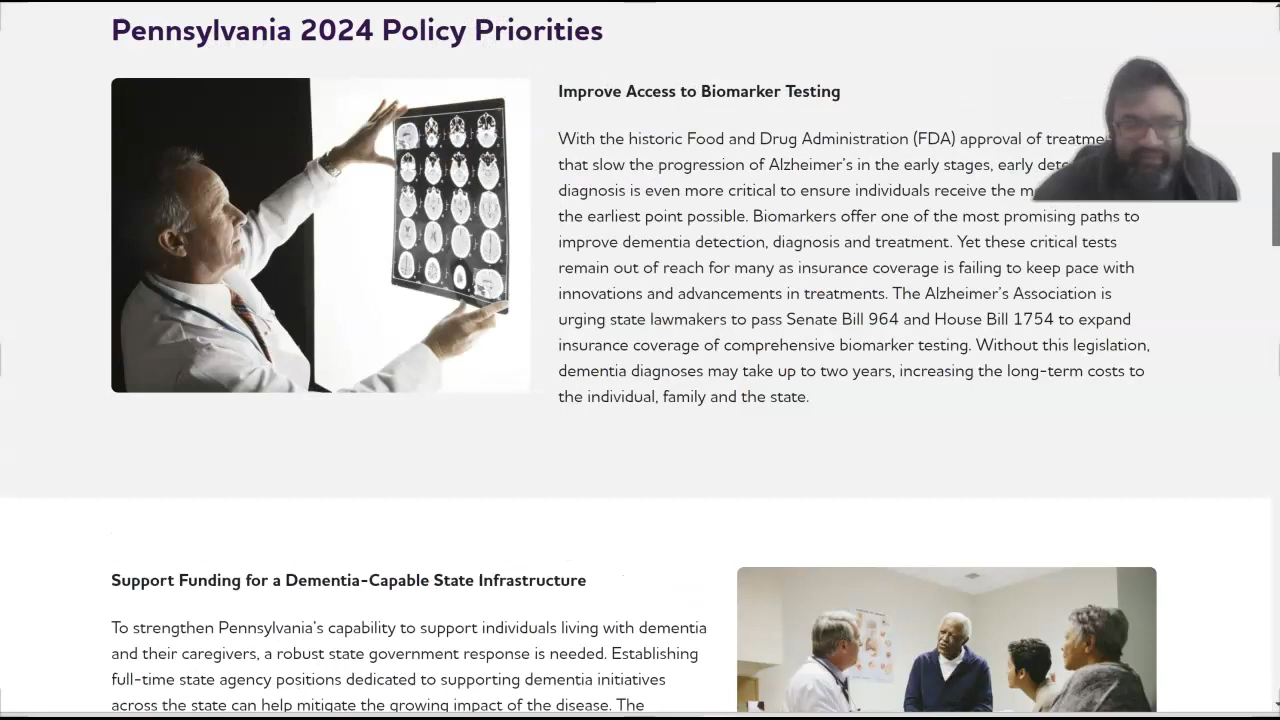 Pennsylvania 2024 Policy Priorities
Improve Access to Biomarker Testing
With the historic Food and Drug Administration (FDA) approval of
that slow the progression of Alzheimer's in the early stages, early
diagnosis is even more critical to ensure individuals receive the
the earliest point possible. Biomarkers offer one of the most promising paths to
improve dementia detection, diagnosis and treatment. Yet these critical tests
remain out of reach for many as insurance coverage is failing to keep pace with
innovations and advancements in treatments. The Alzheimer's Association is
urging state lawmakers to pass Senate Bill 964 and House Bill 1754 to expand
insurance coverage of comprehensive biomarker testing. Without this legislation,
dementia diagnoses may take up to two years, increasing the long-term costs to
the individual, family and the state.
Support Funding for a Dementia-Capable State Infrastructure
To strengthen Pennsylvania's capability to support individuals living with dementia
and their caregivers, a robust state government response is needed. Establishing
full-time state agency positions dedicated to supporting dementia initiatives
across the state can help mitigate the growing impact of the disease. The